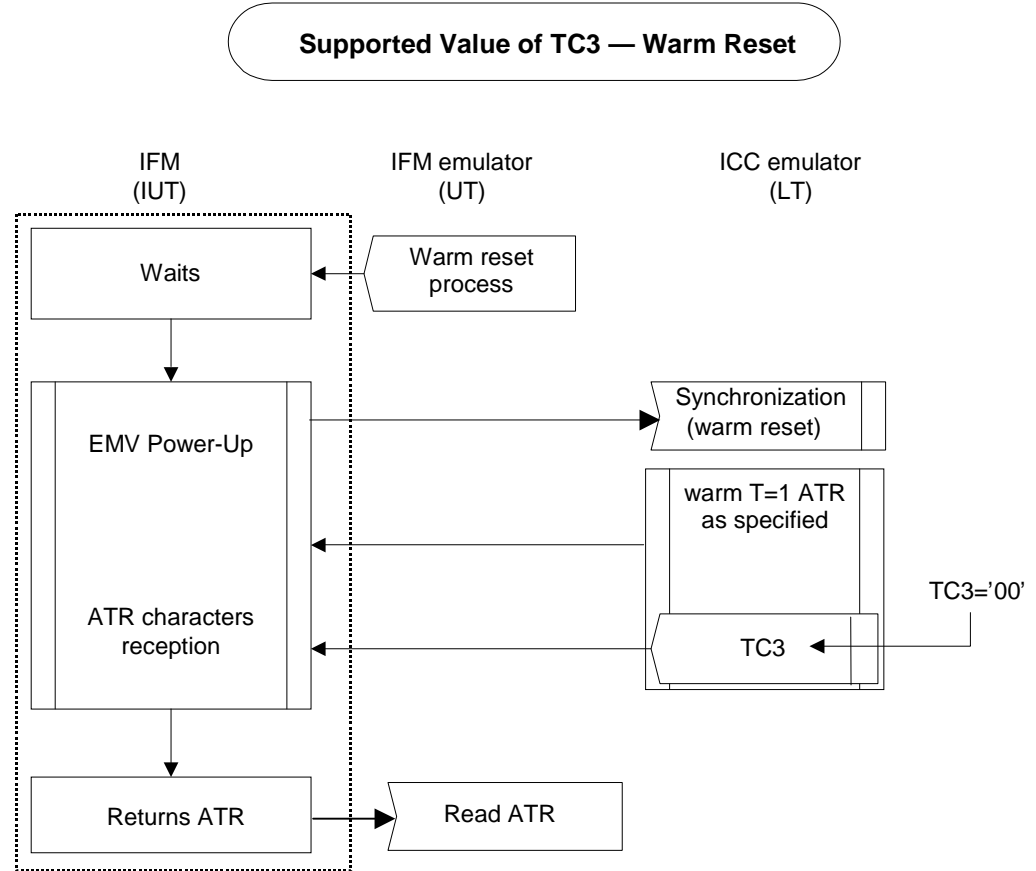 Supported Value of TC3 — Warm Reset
IFM
(IUT)
IFM emulator
(UT)
ICC emulator
(LT)
Waits
Warm reset
process
Synchronization
(warm reset)
EMV Power-Up
warm T=1 ATR
as specified
TC3=’00’
ATR characters
reception
TC3
Returns ATR
Read ATR